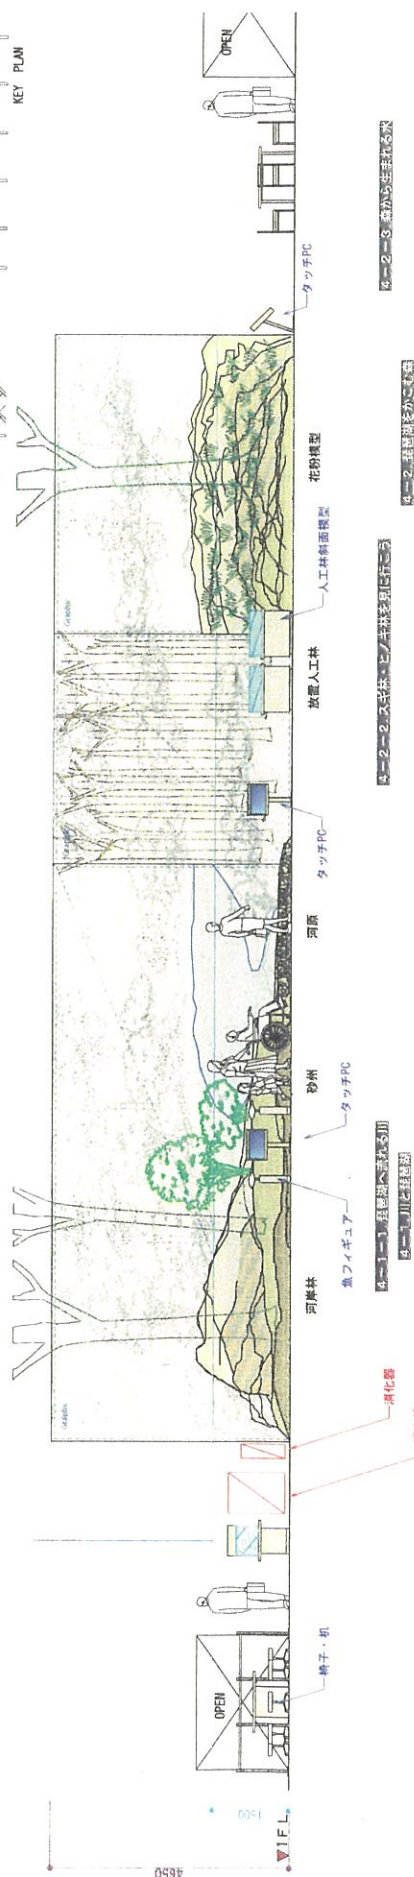 KEY PLAN
OPEN
タッチPC
4-2-3 森から生まれる水
花粉模型
4-2 琵琶湖をかこむ森
Graphic
人工林斜面模型
放置人工林
4-2-2 スギ林・ヒノキ林を見に行こう
Graphic
タッチPC
河原
砂州
タッチPC
魚フィギュア
4-1-1 琵琶湖へ流れる川
4-1 川と琵琶湖
河岸林
Graphic
消化器
OPEN
椅子・机
1500
▼1FL
4650